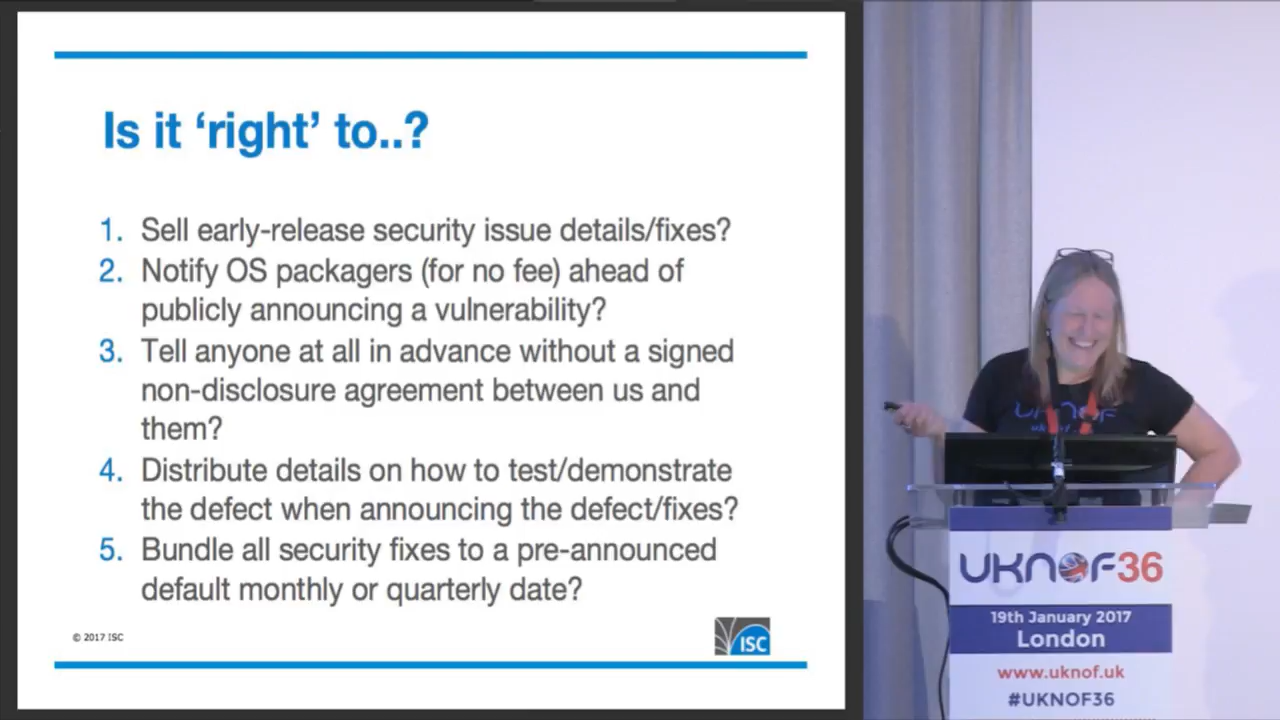 Is it ‘right’ to..?
1. Sell early-release security issue details/fixes?
2. Notify OS packagers (for no fee) ahead of
publicly announcing a vulnerability?
3. Tell anyone at all in advance without a signed
non-disclosure agreement between us and
them?
4. Distribute details on how to test/demonstrate
the defect when announcing the defect/fixes?
5. Bundle all security fixes to a pre-announced
default monthly or quarterly date?
© 2017 ISC
ISC
UKNOF
UKNOF36
19th January 2017
London
www.uknof.uk
#UKNOF36